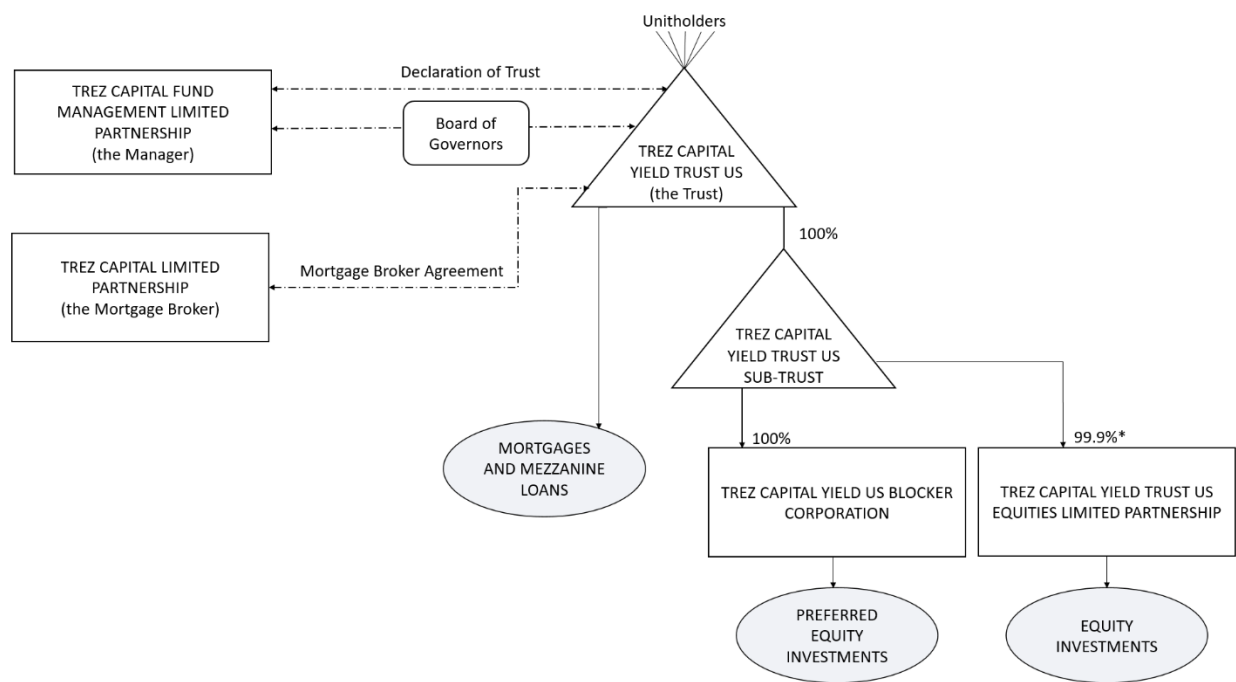 Unitholders
Declaration of Trust
TREZ CAPITAL FUND
MANAGEMENT LIMITED
PARTNERSHIP
(the Manager)
Board of
Governors
TREZ CAPITAL
YIELD TRUST US
(the Trust)
100%
TREZ CAPITAL LIMITED
PARTNERSHIP
(the Mortgage Broker)
Mortgage Broker Agreement
TREZ CAPITAL
YIELD TRUST US
SUB-TRUST
MORTGAGES
AND MEZZANINE
LOANS
100%
99.9%*
TREZ CAPITAL YIELD US BLOCKER
CORPORATION
TREZ CAPITAL YIELD TRUST US
EQUITIES LIMITED PARTNERSHIP
PREFERRED
EQUITY
INVESTMENTS
EQUITY
INVESTMENTS